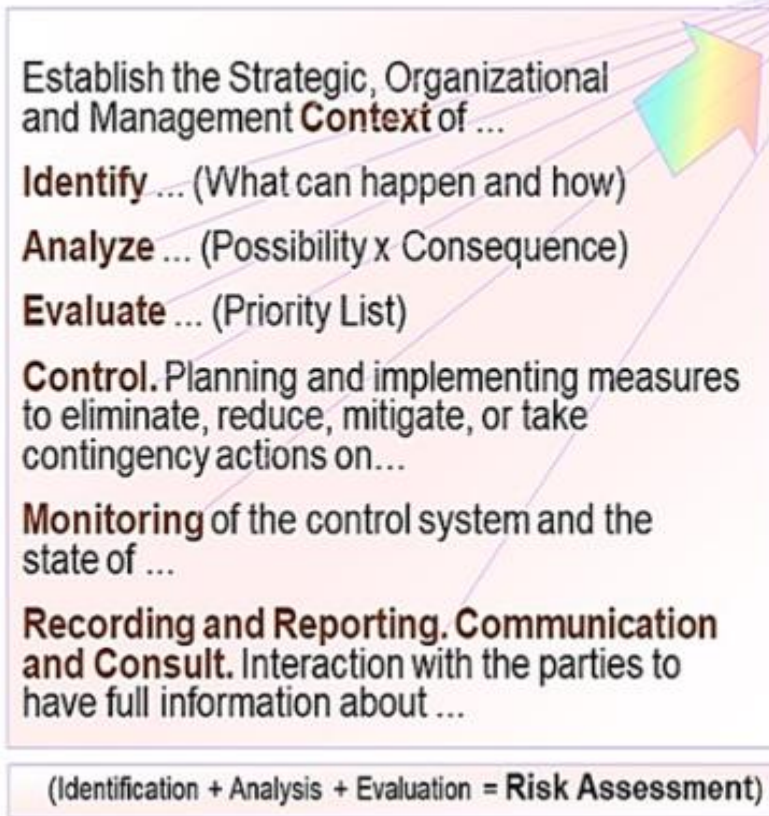 Establish the Strategic, Organizational
and Management Context of ...
Identify ... (What can happen and how)
Analyze ... (Possibility x Consequence)
Evaluate ... (Priority List)
Control. Planning and implementing measures
to eliminate, reduce, mitigate, or take
contingency actions on...
Monitoring of the control system and the
state of ...
Recording and Reporting. Communication
and Consult. Interaction with the parties to
have full information about ...
(Identification + Analysis + Evaluation = Risk Assessment)